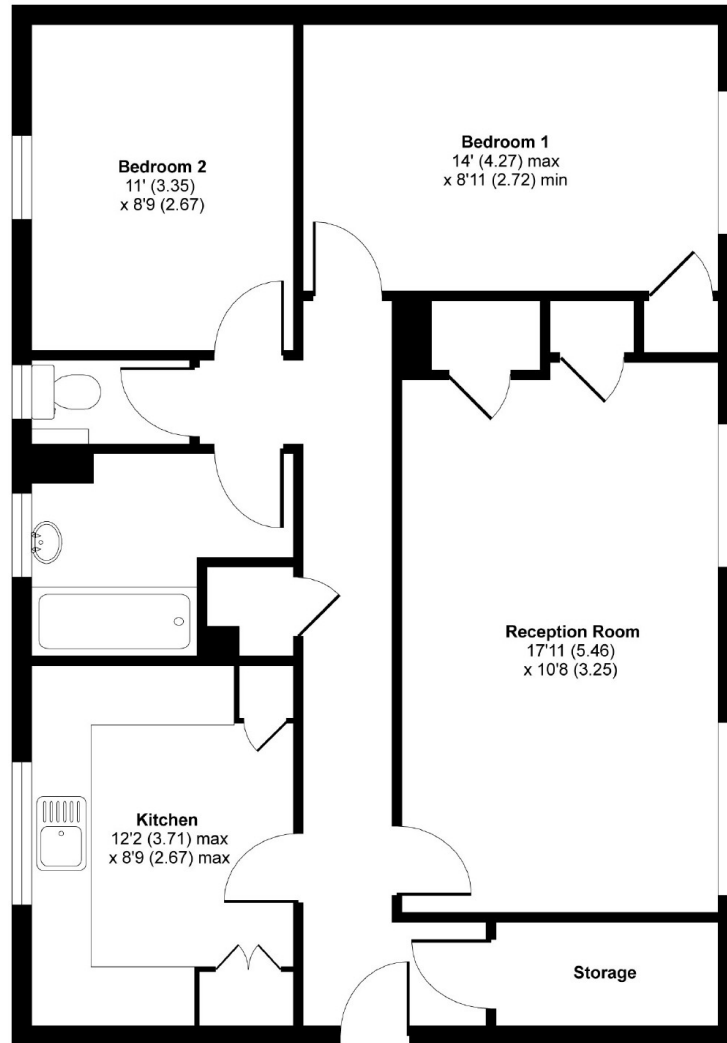 Bedroom 2
11' (3.35)
x 8'9 (2.67)
Bedroom 1
14' (4.27) max
x 8'11 (2.72) min
Reception Room
17'11 (5.46)
x 10'8 (3.25)
Kitchen
12'2 (3.71) max
x 8'9 (2.67) max
Storage